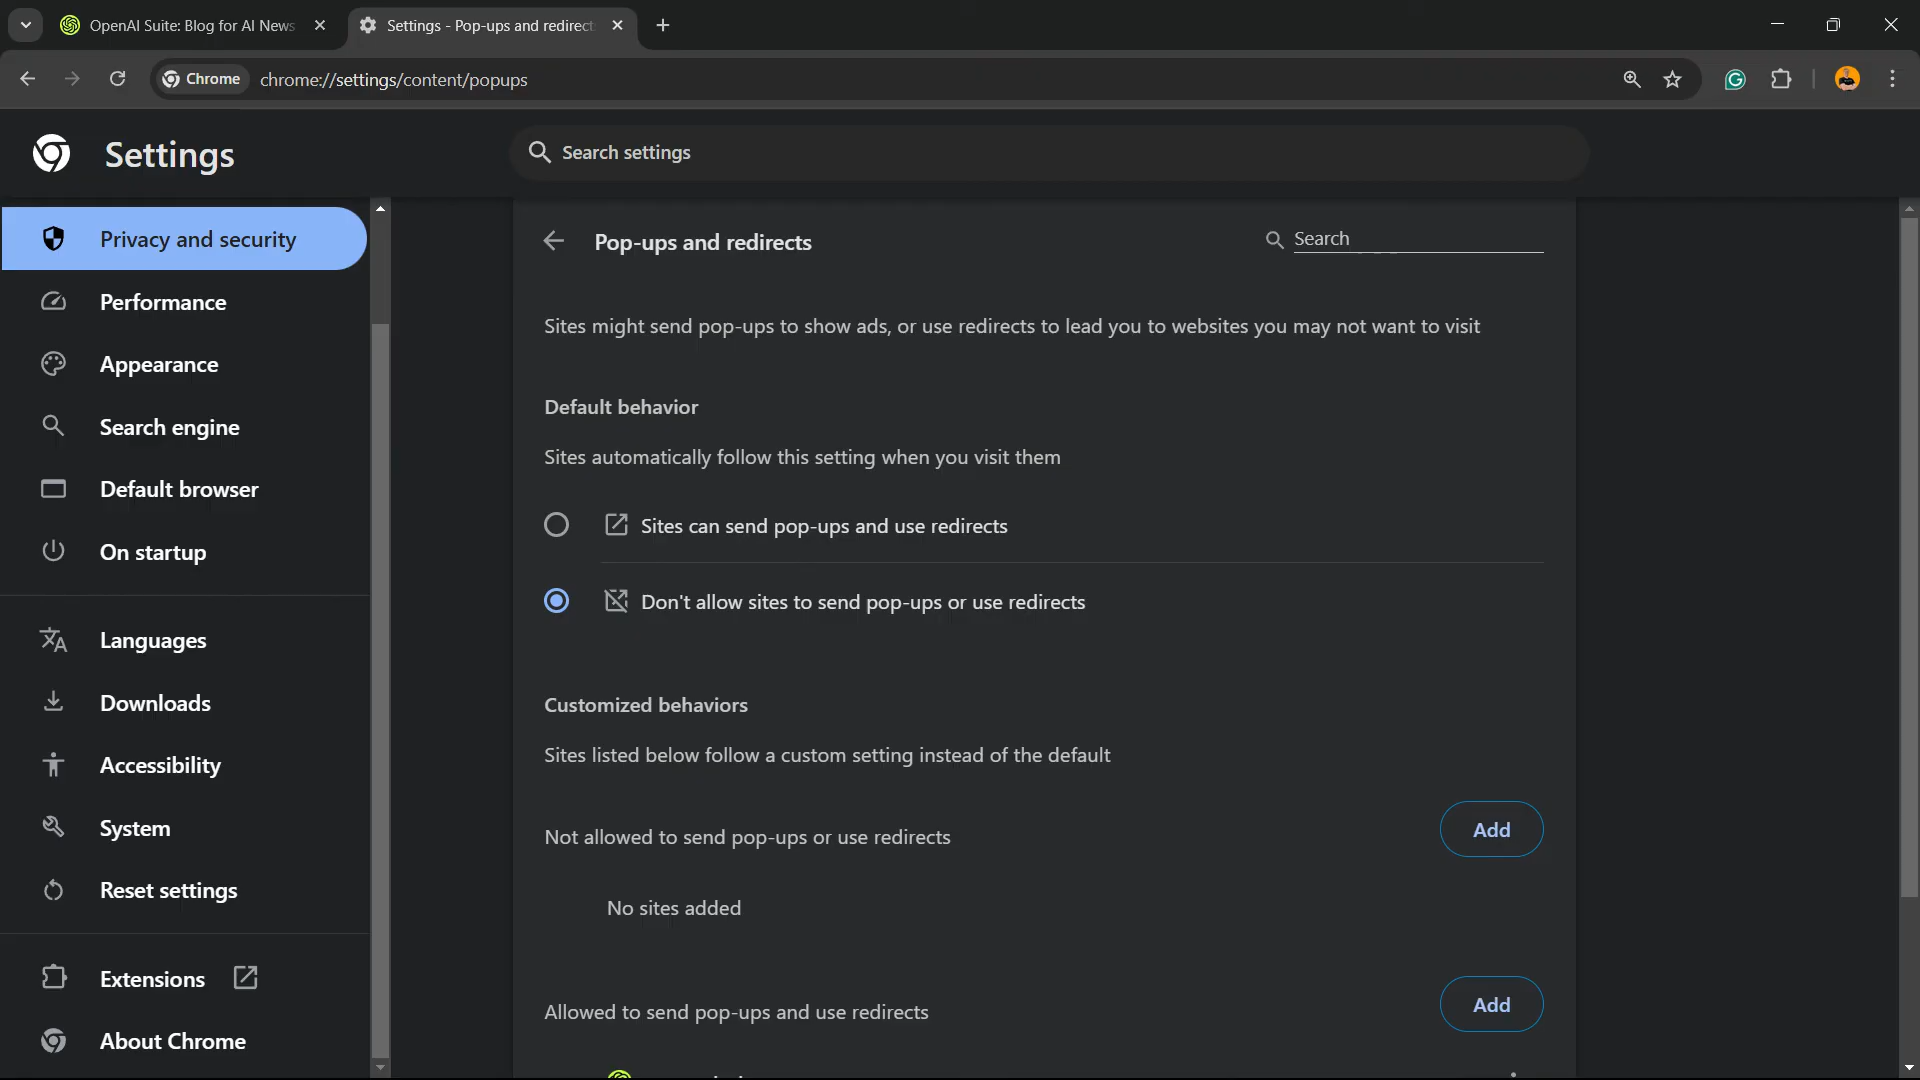 OpenAI Suite: Blog for AI News
Settings - Pop-ups and redirect
Chrome
chrome://settings/content/popups
Settings
Search settings
Privacy and security
Performance
Appearance
Search engine
Default browser
On startup
Languages
Downloads
Accessibility
System
Reset settings
Extensions
About Chrome
Pop-ups and redirects
Search
Sites might send pop-ups to show ads, or use redirects to lead you to websites you may not want to visit
Default behavior
Sites automatically follow this setting when you visit them
Sites can send pop-ups and use redirects
Don't allow sites to send pop-ups or use redirects
Customized behaviors
Sites listed below follow a custom setting instead of the default
Not allowed to send pop-ups or use redirects
Add
No sites added
Allowed to send pop-ups and use redirects
Add